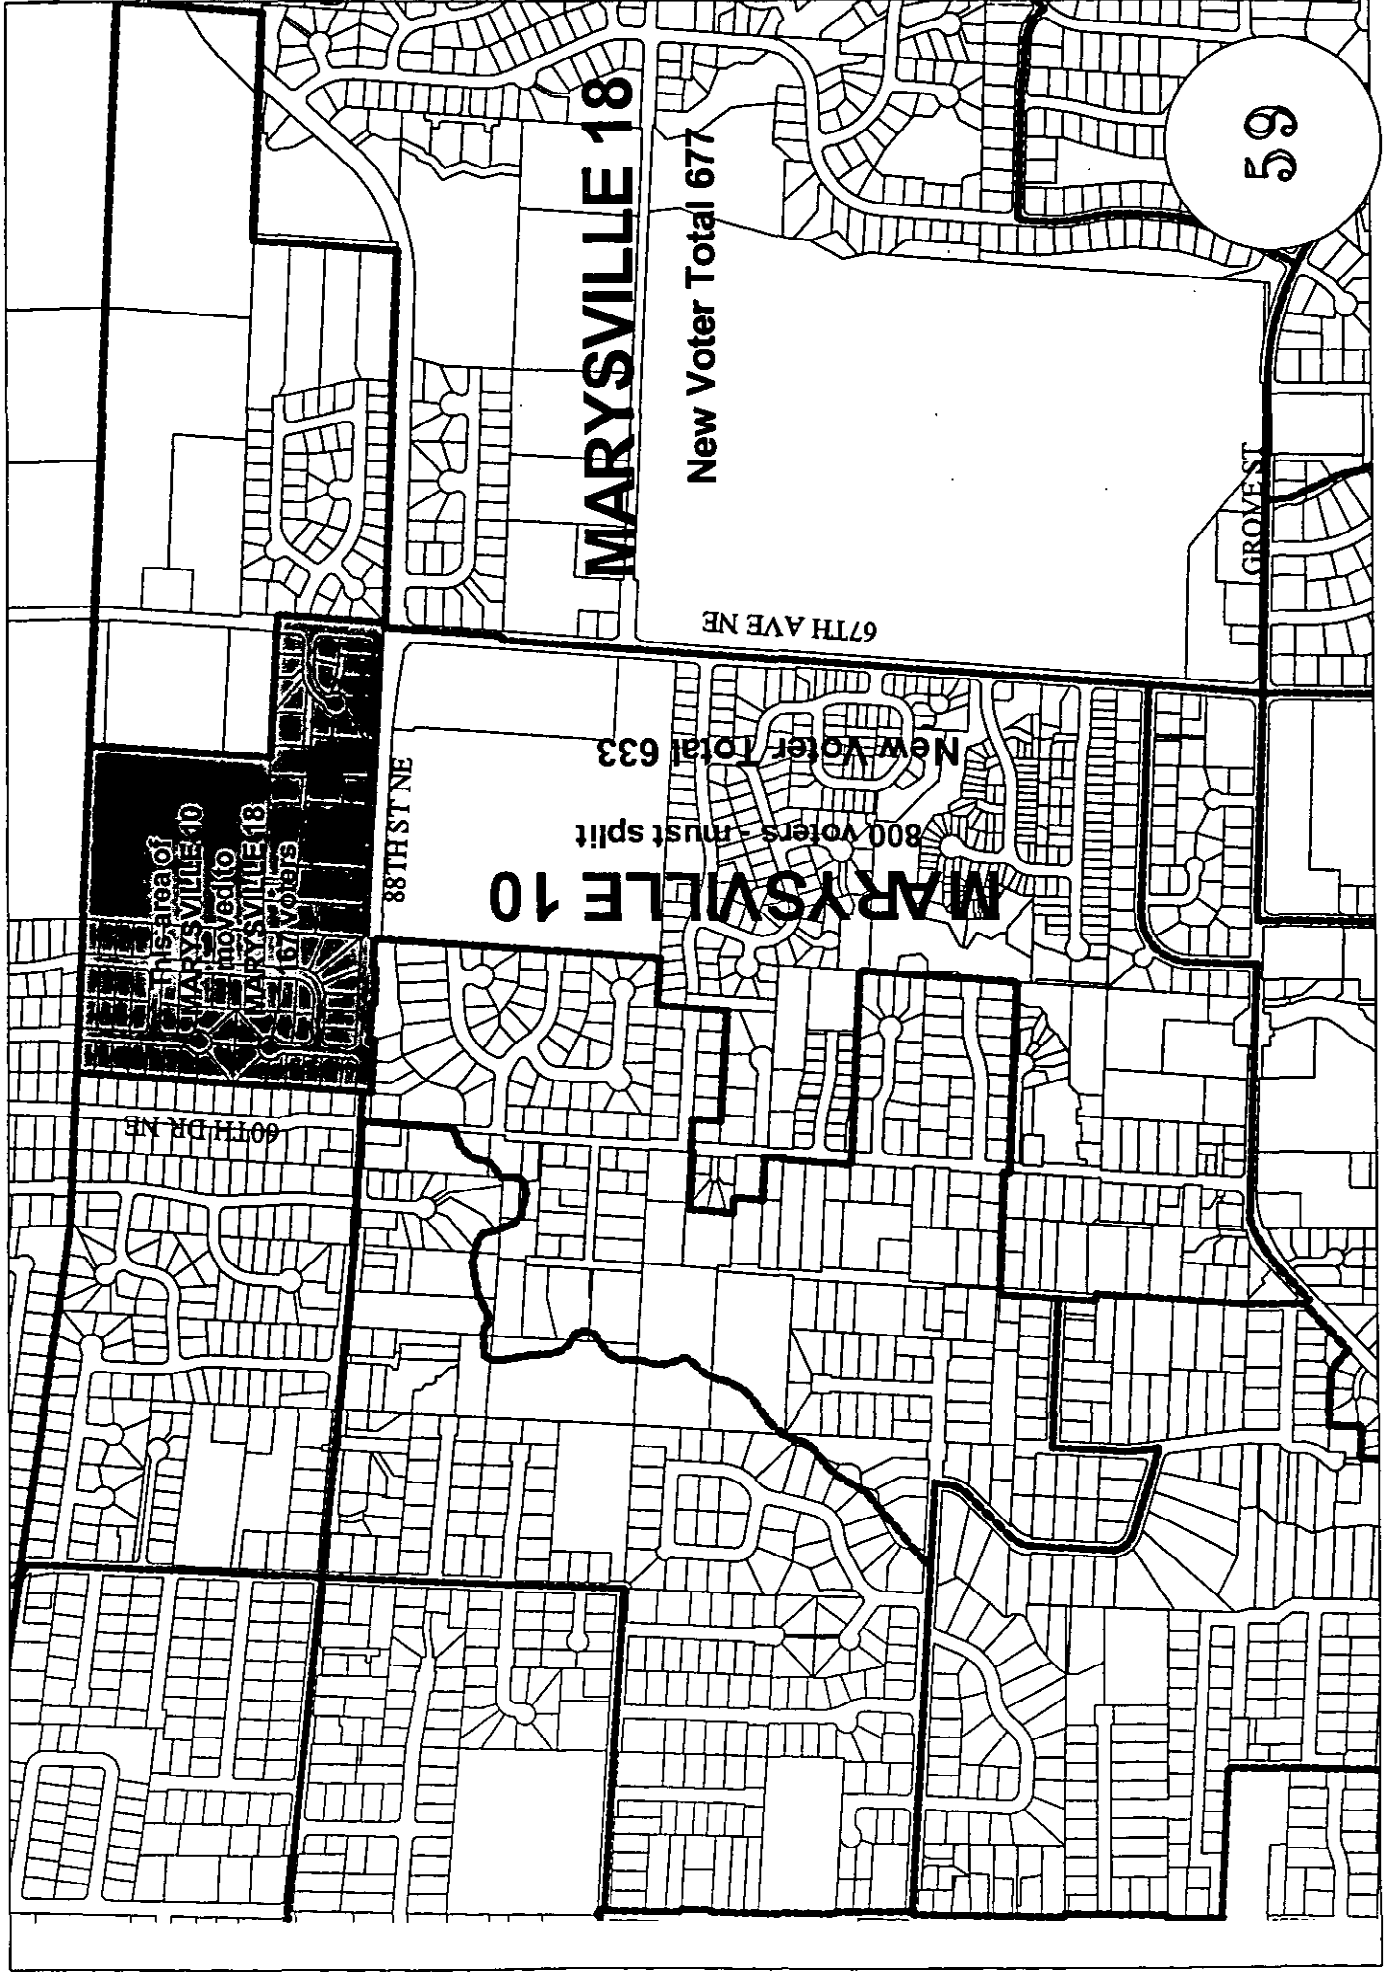 MARYSVILLE 18
New Voter Total 677
59
This area of
MARYSVILLE 10
moved to
MARYSVILLE 18
167 voters
88TH ST NE
67TH AVE NE
GROVE ST
60TH DR NE
MARYSVILLE 10
800 voters - must split
New Voter Total 633